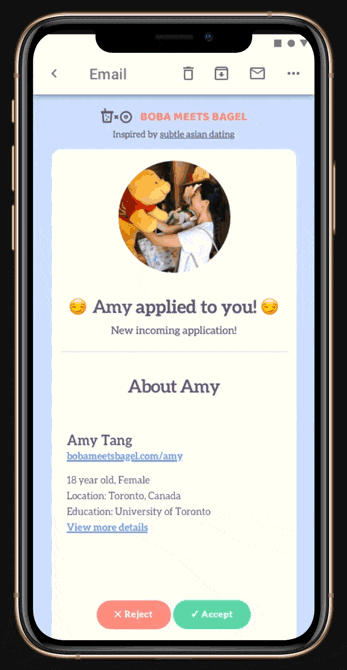 Email
BOBA MEETS BAGEL
Inspired by subtle asian dating
😏 Amy applied to you! 😏
New incoming application!
About Amy
Amy Tang
bobameetsbagel.com/amy
18 year old, Female
Location: Toronto, Canada
Education: University of Toronto
View more details
✕ Reject ✓ Accept